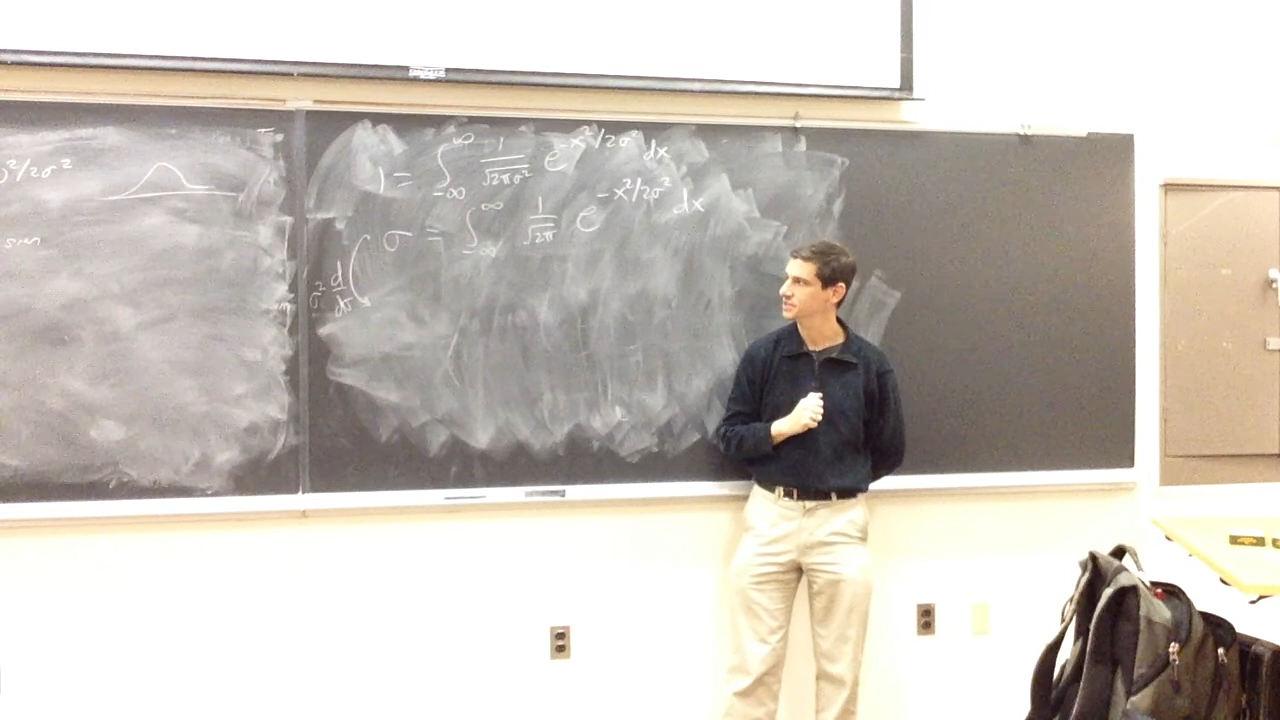 )²/2σ²
1 = ∫_{-∞}^{∞} 1/√(2πσ²) e^{-x²/2σ²} dx
σ = ∫_{-∞}^{∞} 1/√(2π) e^{-x²/2σ²} dx
σ² d/dσ (